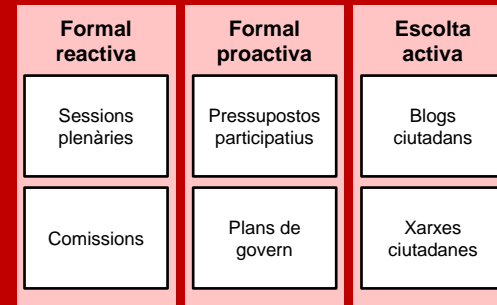 Formal
reactiva
Sessions
plenàries
Comissions
Formal
proactiva
Pressupostos
participatius
Plans de
govern
Escolta
activa
Blogs
ciutadans
Xarxes
ciutadanes